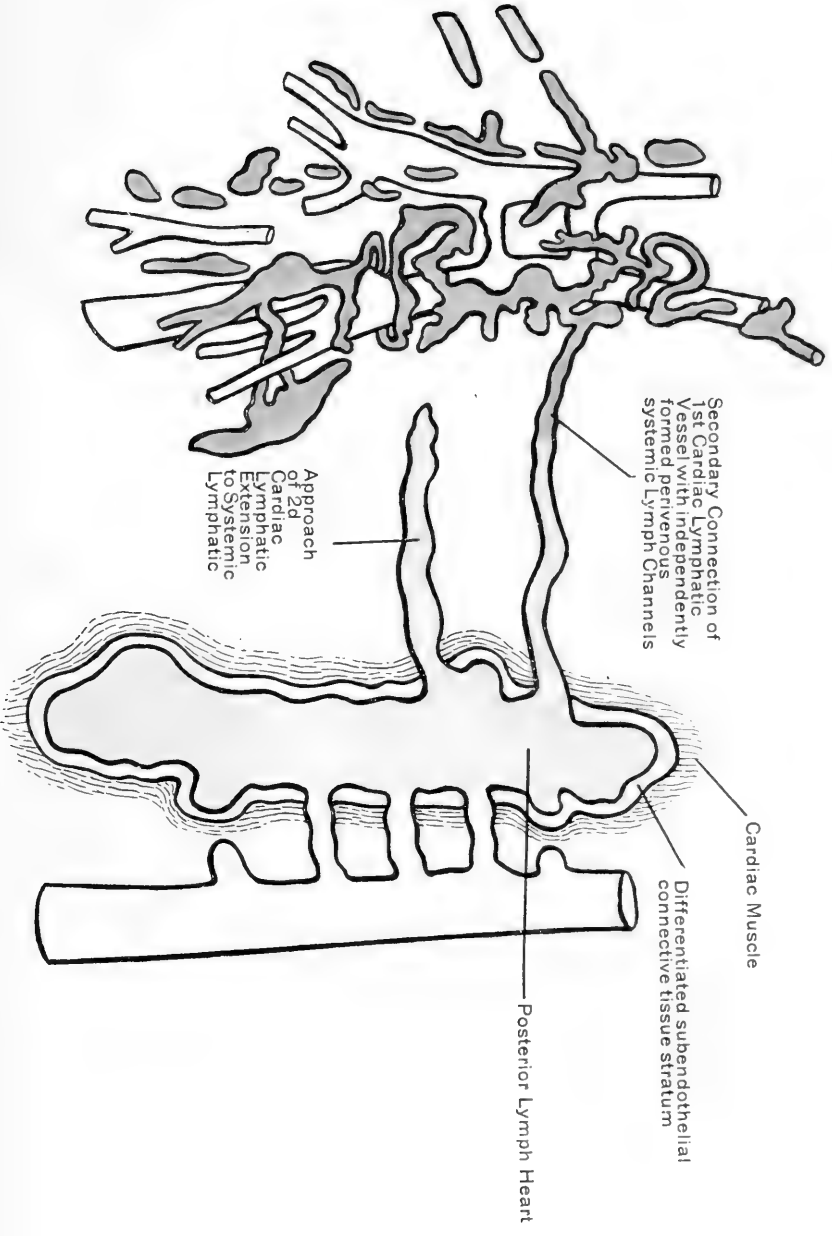 Cardiac Muscle
Secondary Connection of
1st Cardiac Lymphatic
Vessel with independently
formed perivenous
systemic Lymph Channels
Differentiated subendothelial
connective tissue stratum
Posterior Lymph Heart
Approach
of 2d
Cardiac
Lymphatic
Extension
to Systemic
Lymphatic